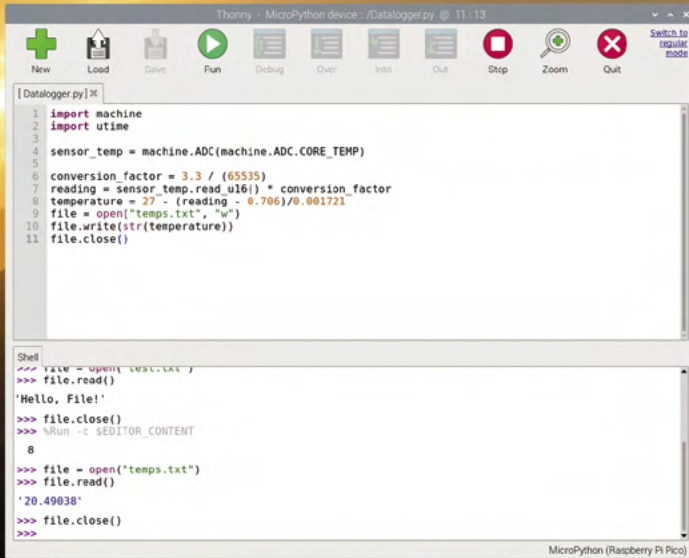 Thonny - MicroPython device : /Datalogger.py @ 11 : 13
New Load Save Run Debug Over Into Out Stop Zoom Quit
Switch to
regular
mode
[ Datalogger.py ]
1 import machine
2 import utime
3
4 sensor_temp = machine.ADC(machine.ADC.CORE_TEMP)
5
6 conversion_factor = 3.3 / (65535)
7 reading = sensor_temp.read_u16() * conversion_factor
8 temperature = 27 - (reading - 0.706)/0.001721
9 file = open("temps.txt", "w")
10 file.write(str(temperature))
11 file.close()
Shell
>>> file = open("test.txt")
>>> file.read()
'Hello, File!'
>>> file.close()
>>> %Run -c $EDITOR_CONTENT
8
>>> file = open("temps.txt")
>>> file.read()
'20.49038'
>>> file.close()
>>>
MicroPython (Raspberry Pi Pico)